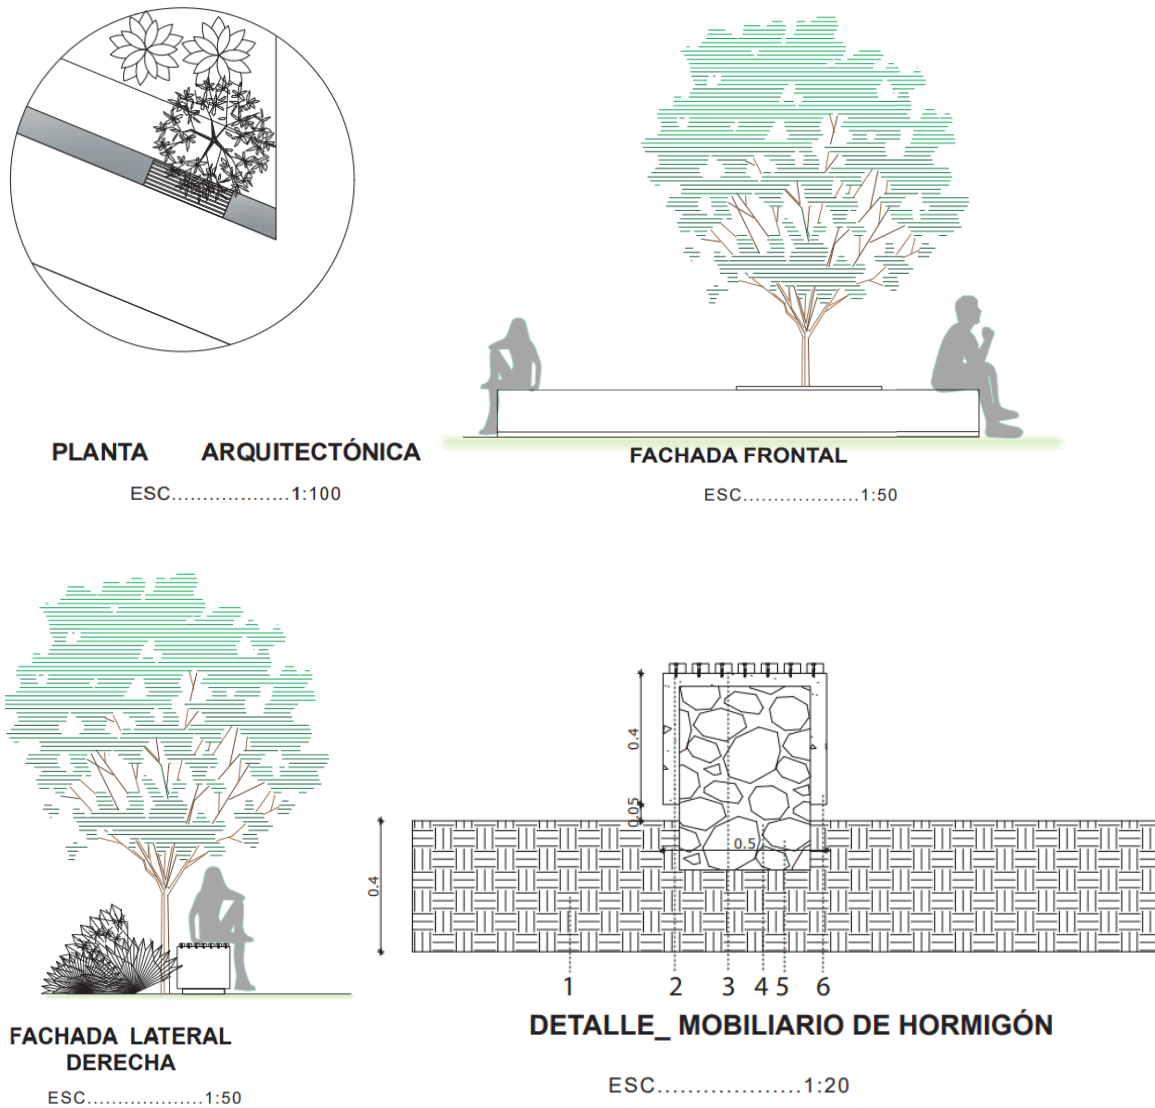 PLANTA ARQUITECTÓNICA
ESC...................1:100
FACHADA FRONTAL
ESC...................1:50
FACHADA LATERAL
DERECHA
ESC...................1:50
0.4
0.05
0.5
0.4
1 2 3 4 5 6
DETALLE_ MOBILIARIO DE HORMIGÓN
ESC...................1:20